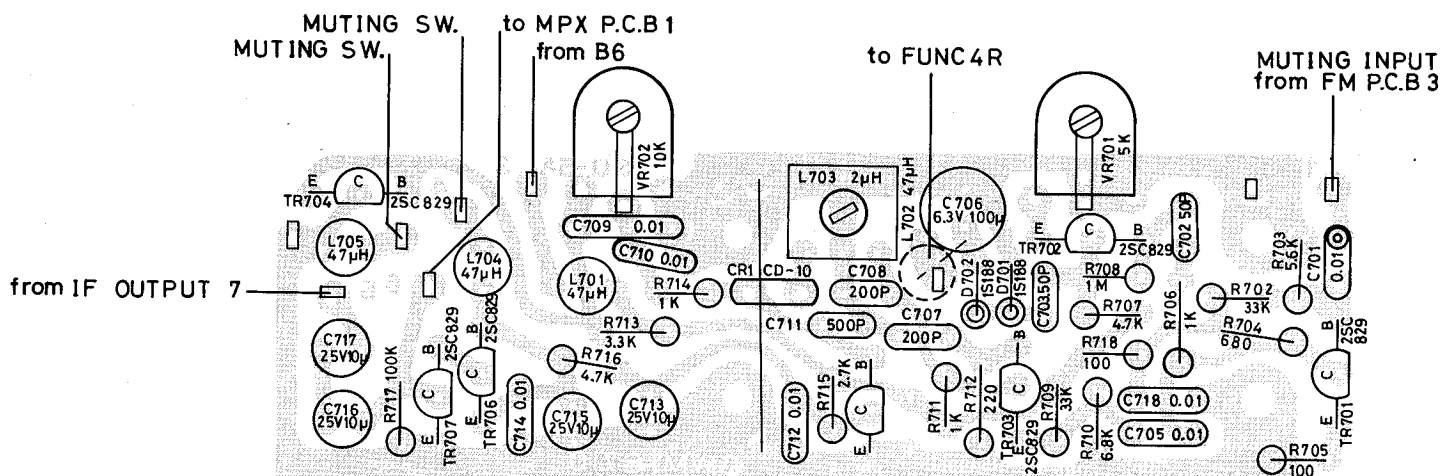 MUTING SW.
MUTING SW.
to MPX P.C.B 1
from B6
to FUNC 4R
MUTING INPUT
from FM P.C.B 3
from IF OUTPUT 7
E C B
TR704 2SC829
L705
47μH
L704
47μH
C717
25V10μ
C716
25V10μ
R717 100K
B 2SC829
C
E
TR707
B 2SC829
C
E
TR706
C714 0.01
VR702
10K
C709 0.01
C710 0.01
L701
47μH
R714
1K
R713
3.3K
R716
4.7K
C715
25V10μ
C713
25V10μ
CR1 CD-10
L703 2μH
L702 47μH
C706
6.3V 100μ
C708
200P
C711 500P
C707
200P
C712 0.01
R715
2.7K
B
C
E
D702
1S188
D701
1S188
C703 50P
VR701
5K
E C B
TR702 2SC829
C702 50P
R708
1M
R707
4.7K
R718
100
R706
1K
R711
1K
R712
220
TR703
C
2SC829
R709
33K
R710
6.8K
C718 0.01
C705 0.01
R702
33K
R704
680
R703
5.6K
C701
0.01
B 2SC
829
C
E
TR701
R705
100